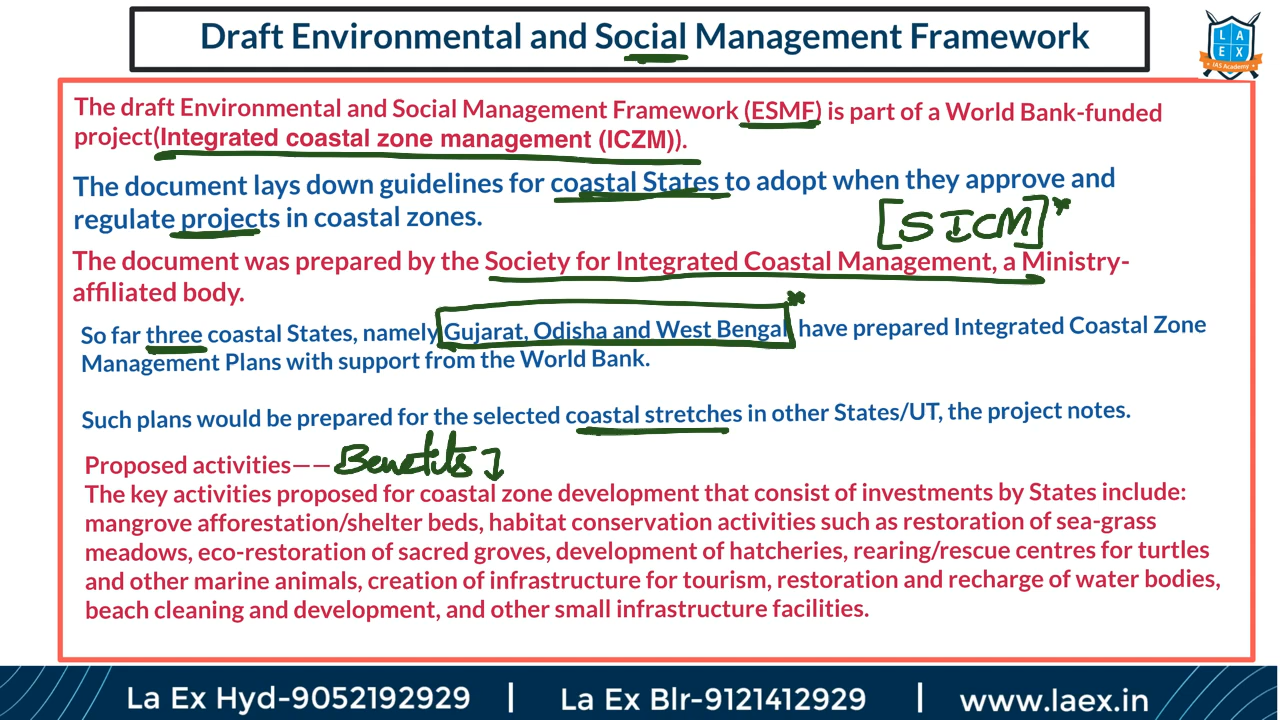 Draft Environmental and Social Management Framework
LA
EX
IAS Academy
The draft Environmental and Social Management Framework (ESMF) is part of a World Bank-funded
project(Integrated coastal zone management (ICZM)).
The document lays down guidelines for coastal States to adopt when they approve and
regulate projects in coastal zones.
[SICM]*
The document was prepared by the Society for Integrated Coastal Management, a Ministry-
affiliated body.
So far three coastal States, namely Gujarat, Odisha and West Bengal, have prepared Integrated Coastal Zone
Management Plans with support from the World Bank.
Such plans would be prepared for the selected coastal stretches in other States/UT, the project notes.
Proposed activities—— Benefits
The key activities proposed for coastal zone development that consist of investments by States include:
mangrove afforestation/shelter beds, habitat conservation activities such as restoration of sea-grass
meadows, eco-restoration of sacred groves, development of hatcheries, rearing/rescue centres for turtles
and other marine animals, creation of infrastructure for tourism, restoration and recharge of water bodies,
beach cleaning and development, and other small infrastructure facilities.
La Ex Hyd-9052192929 | La Ex Blr-9121412929 | www.laex.in